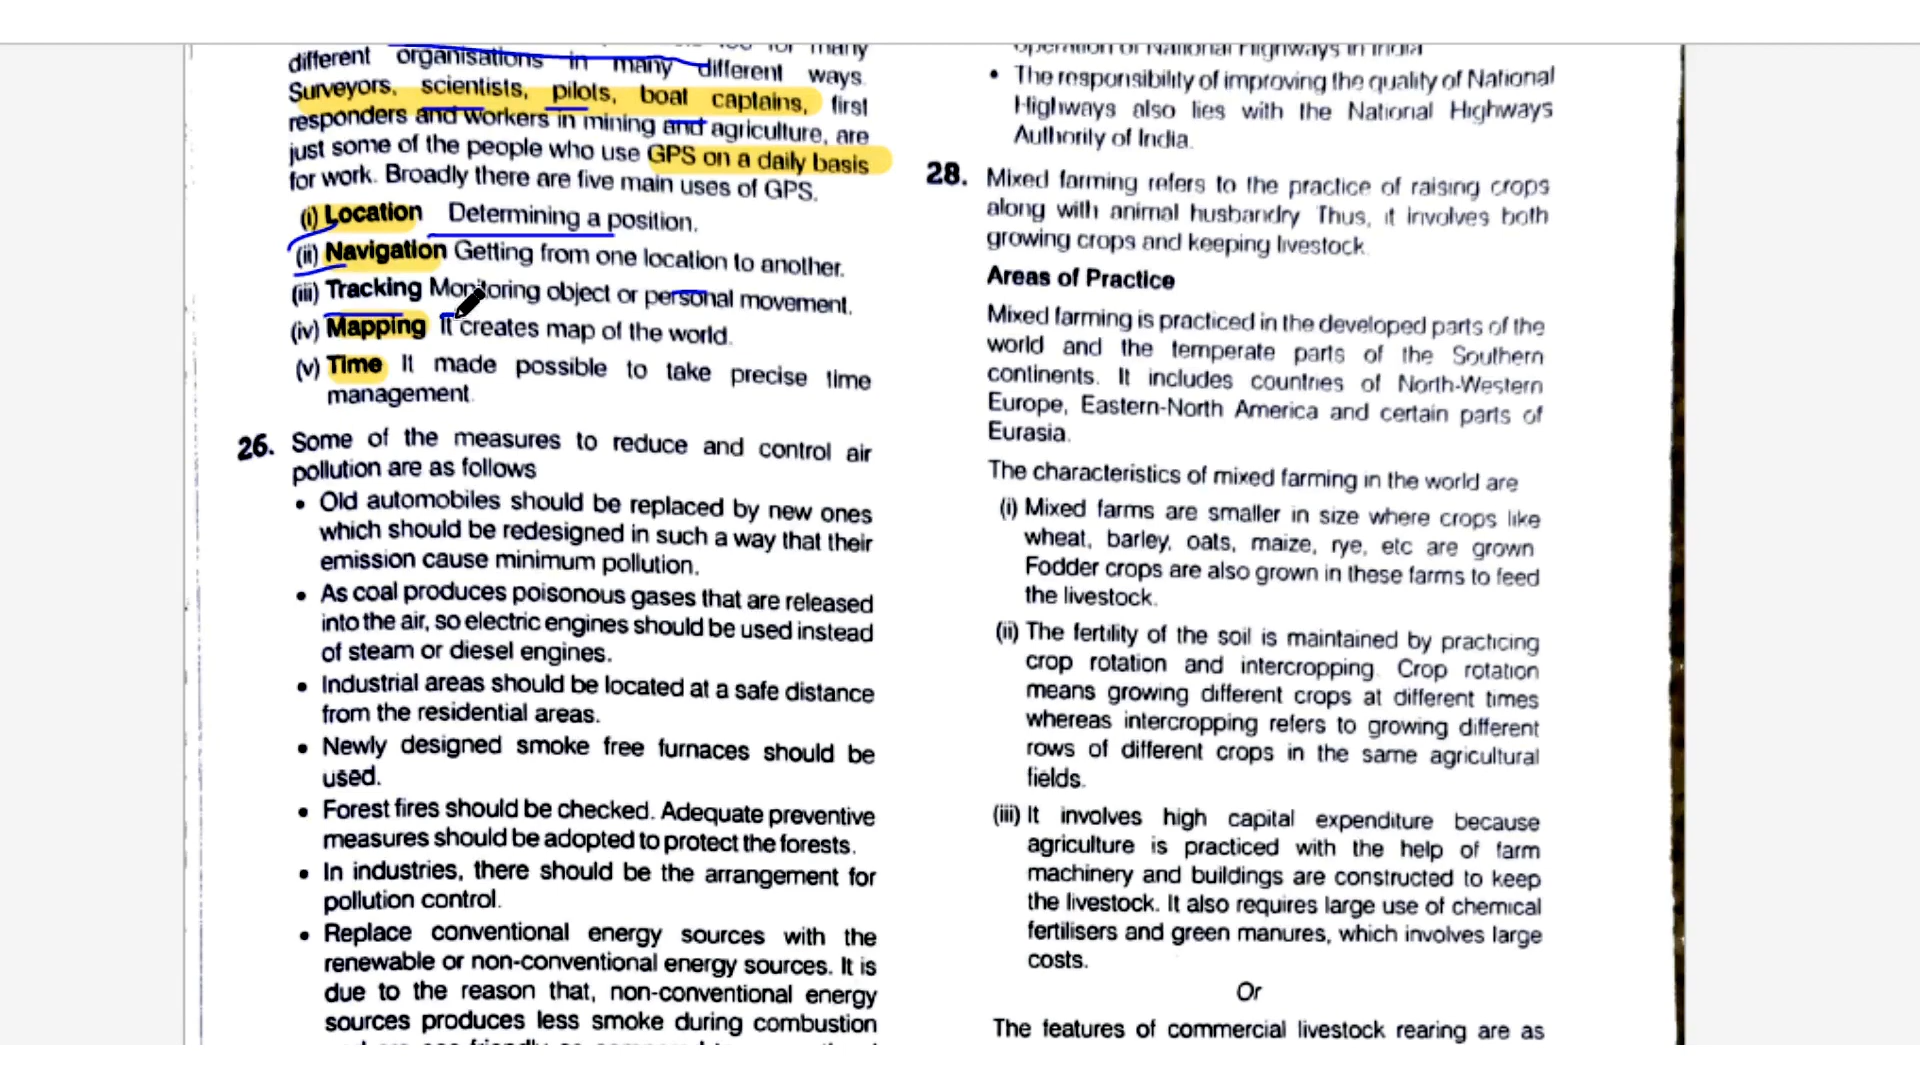 different organisations in many different ways.
Surveyors, scientists, pilots, boat captains, first
responders and workers in mining and agriculture, are
just some of the people who use GPS on a daily basis
for work. Broadly there are five main uses of GPS.
(i) Location Determining a position.
(ii) Navigation Getting from one location to another.
(iii) Tracking Monitoring object or personal movement.
(iv) Mapping It creates map of the world.
(v) Time It made possible to take precise time
management.
26. Some of the measures to reduce and control air
pollution are as follows
• Old automobiles should be replaced by new ones
which should be redesigned in such a way that their
emission cause minimum pollution.
• As coal produces poisonous gases that are released
into the air, so electric engines should be used instead
of steam or diesel engines.
• Industrial areas should be located at a safe distance
from the residential areas.
• Newly designed smoke free furnaces should be
used.
• Forest fires should be checked. Adequate preventive
measures should be adopted to protect the forests.
• In industries, there should be the arrangement for
pollution control.
• Replace conventional energy sources with the
renewable or non-conventional energy sources. It is
due to the reason that, non-conventional energy
sources produces less smoke during combustion
operation of National Highways in India
• The responsibility of improving the quality of National
Highways also lies with the National Highways
Authority of India.
28. Mixed farming refers to the practice of raising crops
along with animal husbandry Thus, it involves both
growing crops and keeping livestock.
Areas of Practice
Mixed farming is practiced in the developed parts of the
world and the temperate parts of the Southern
continents. It includes countries of North-Western
Europe, Eastern-North America and certain parts of
Eurasia.
The characteristics of mixed farming in the world are
(i) Mixed farms are smaller in size where crops like
wheat, barley, oats, maize, rye, etc are grown
Fodder crops are also grown in these farms to feed
the livestock.
(ii) The fertility of the soil is maintained by practicing
crop rotation and intercropping. Crop rotation
means growing different crops at different times
whereas intercropping refers to growing different
rows of different crops in the same agricultural
fields.
(iii) It involves high capital expenditure because
agriculture is practiced with the help of farm
machinery and buildings are constructed to keep
the livestock. It also requires large use of chemical
fertilisers and green manures, which involves large
costs.
Or
The features of commercial livestock rearing are as